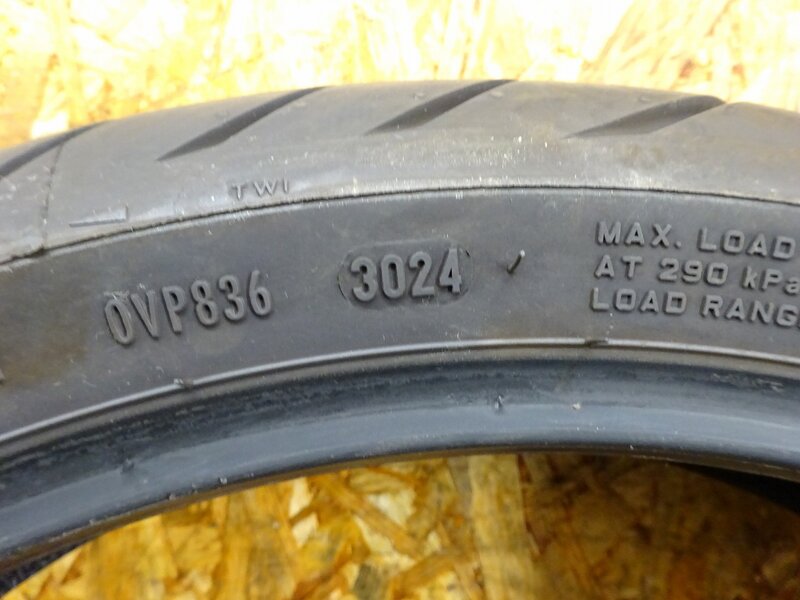 TWI
0VP836 3024
MAX. LOAD
AT 290 kPa
LOAD RANG